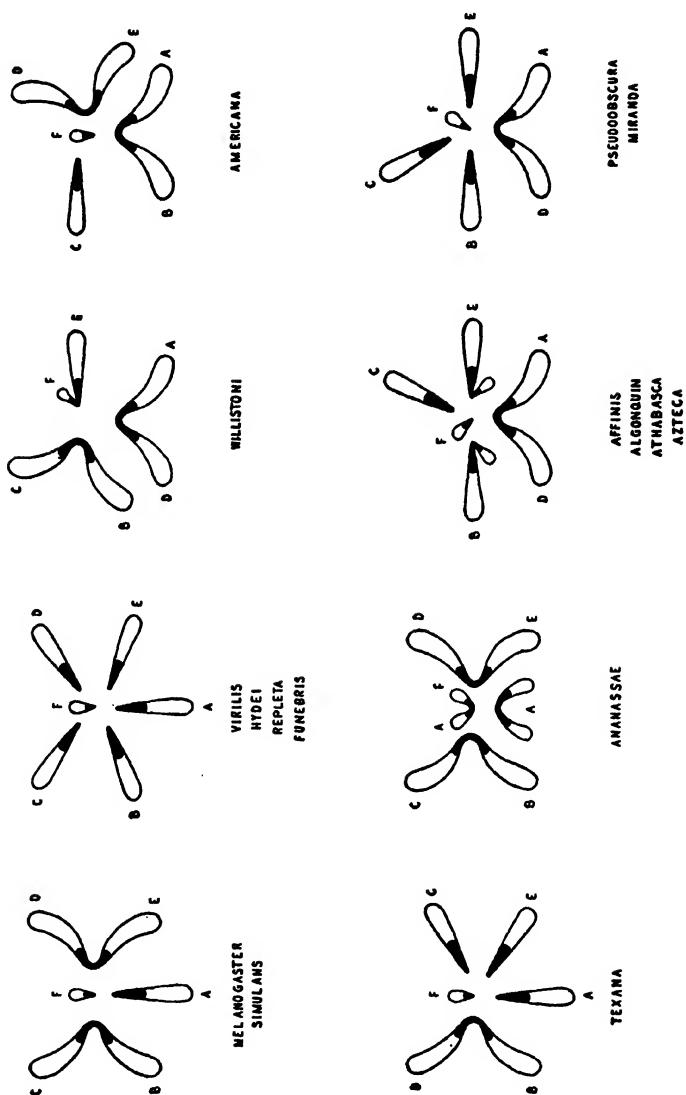 C
D
F
B
E
A
MELANOGASTER
SIMULANS
C
D
F
B
E
A
VIRILIS
HYDEI
REPLETA
FUNEBRIS
C
F
E
B
D
A
WILLISTONI
D
F
C
E
B
A
AMERICANA
D
C
F
B
E
A
TEXANA
C
D
A
F
B
E
A
ANANASSAE
C
F
B
E
D
A
AFFINIS
ALGONQUIN
ATHABASCA
AZTECA
C
F
B
E
D
A
PSEUDOOBSCURA
MIRANDA